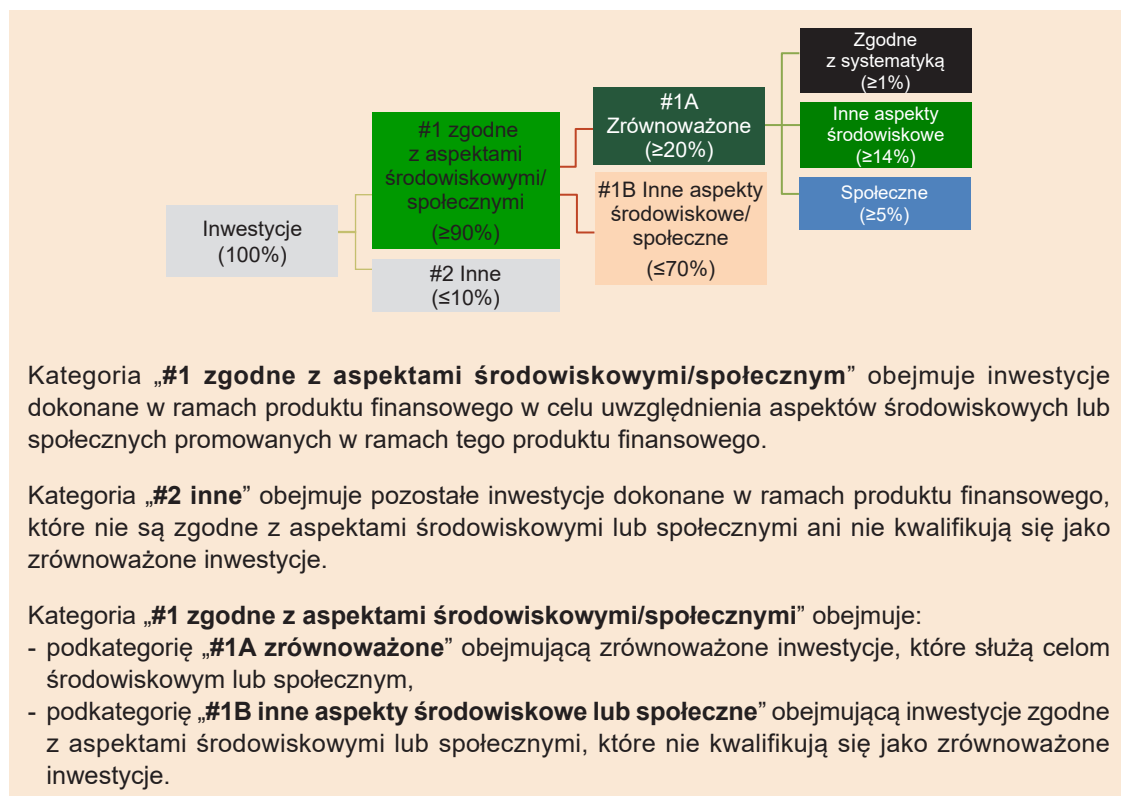 Inwestycje
(100%)
#1 zgodne
z aspektami
środowiskowymi/
społecznymi
(≥90%)
#2 Inne
(≤10%)
#1A
Zrównoważone
(≥20%)
#1B Inne aspekty
środowiskowe/
społeczne
(≤70%)
Zgodne
z systematyką
(≥1%)
Inne aspekty
środowiskowe
(≥14%)
Społeczne
(≥5%)
Kategoria „#1 zgodne z aspektami środowiskowymi/społecznym” obejmuje inwestycje
dokonane w ramach produktu finansowego w celu uwzględnienia aspektów środowiskowych lub
społecznych promowanych w ramach tego produktu finansowego.
Kategoria „#2 inne” obejmuje pozostałe inwestycje dokonane w ramach produktu finansowego,
które nie są zgodne z aspektami środowiskowymi lub społecznymi ani nie kwalifikują się jako
zrównoważone inwestycje.
Kategoria „#1 zgodne z aspektami środowiskowymi/społecznymi” obejmuje:
- podkategorię „#1A zrównoważone” obejmującą zrównoważone inwestycje, które służą celom
środowiskowym lub społecznym,
- podkategorię „#1B inne aspekty środowiskowe lub społeczne” obejmującą inwestycje zgodne
z aspektami środowiskowymi lub społecznymi, które nie kwalifikują się jako zrównoważone
inwestycje.